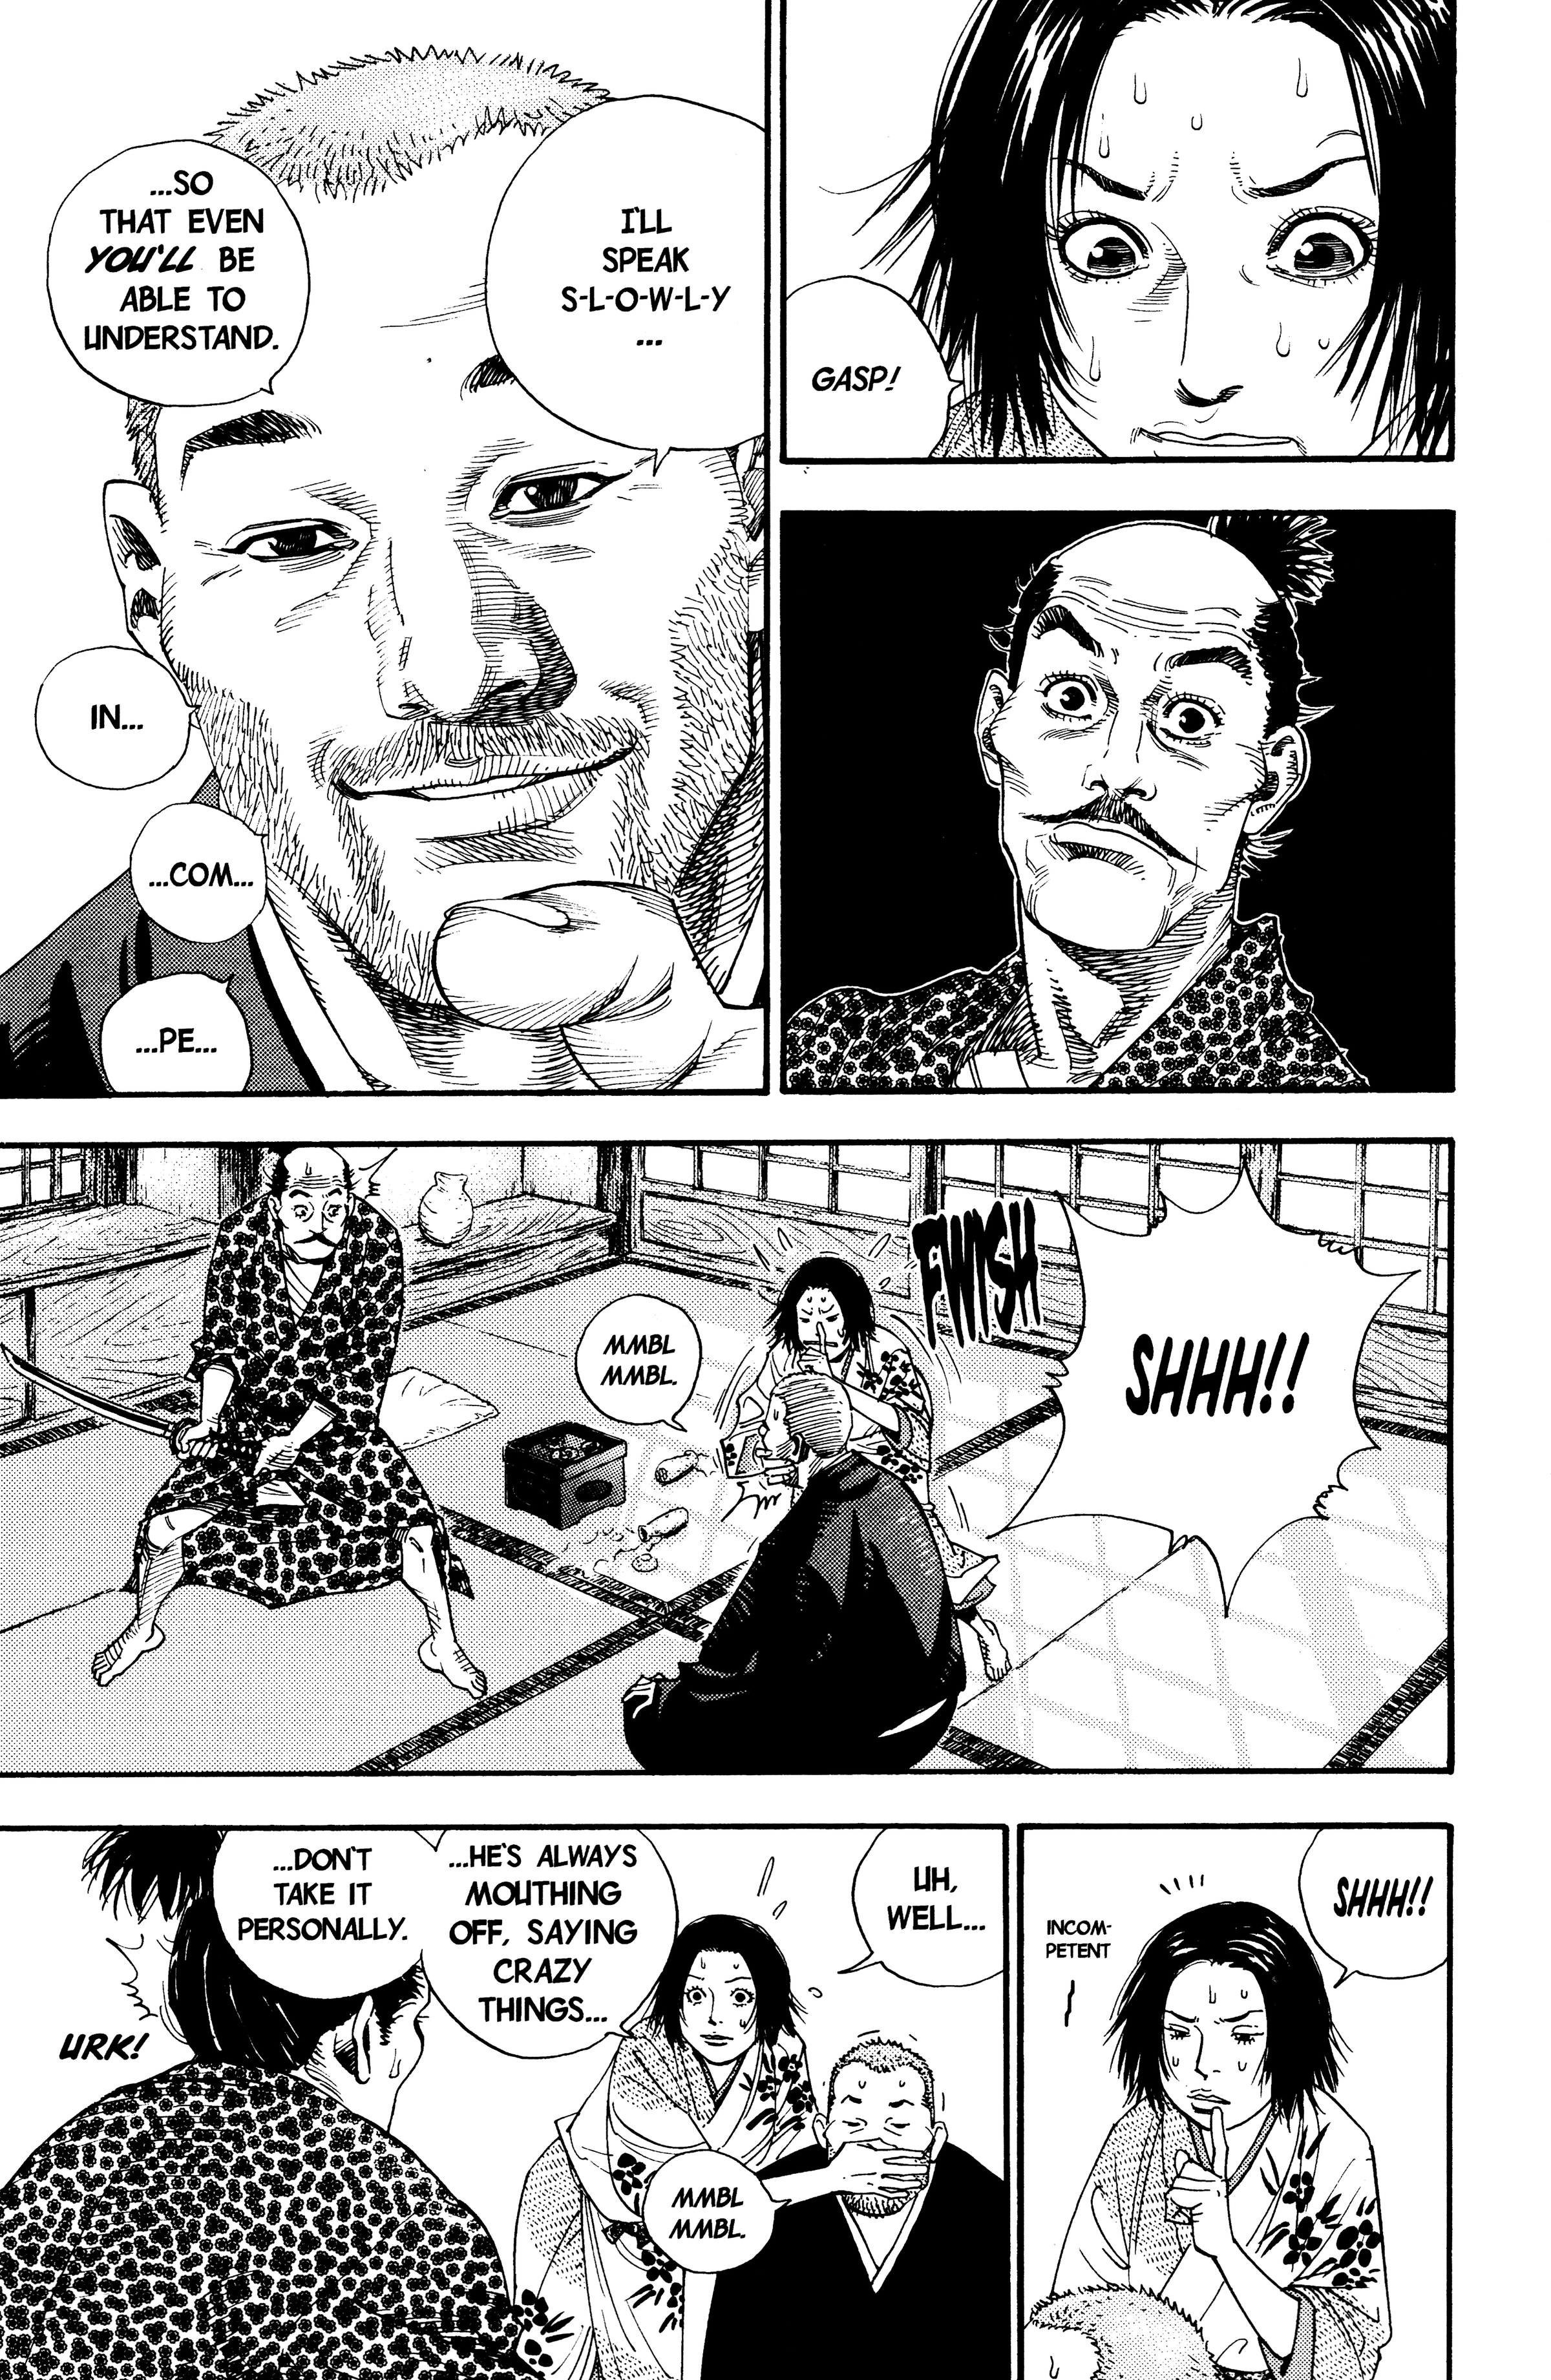 GASP!
I'LL
SPEAK
S-L-O-W-L-Y
...
...SO
THAT EVEN
YOU'LL BE
ABLE TO
UNDERSTAND.
IN...
...COM...
...PE...
SHHH!!
FWISH
MMBL
MMBL.
SHHH!!
INCOM-
PETENT
UH,
WELL...
...HE'S ALWAYS
MOUTHING
OFF, SAYING
CRAZY
THINGS...
...DON'T
TAKE IT
PERSONALLY.
MMBL
MMBL.
URK!